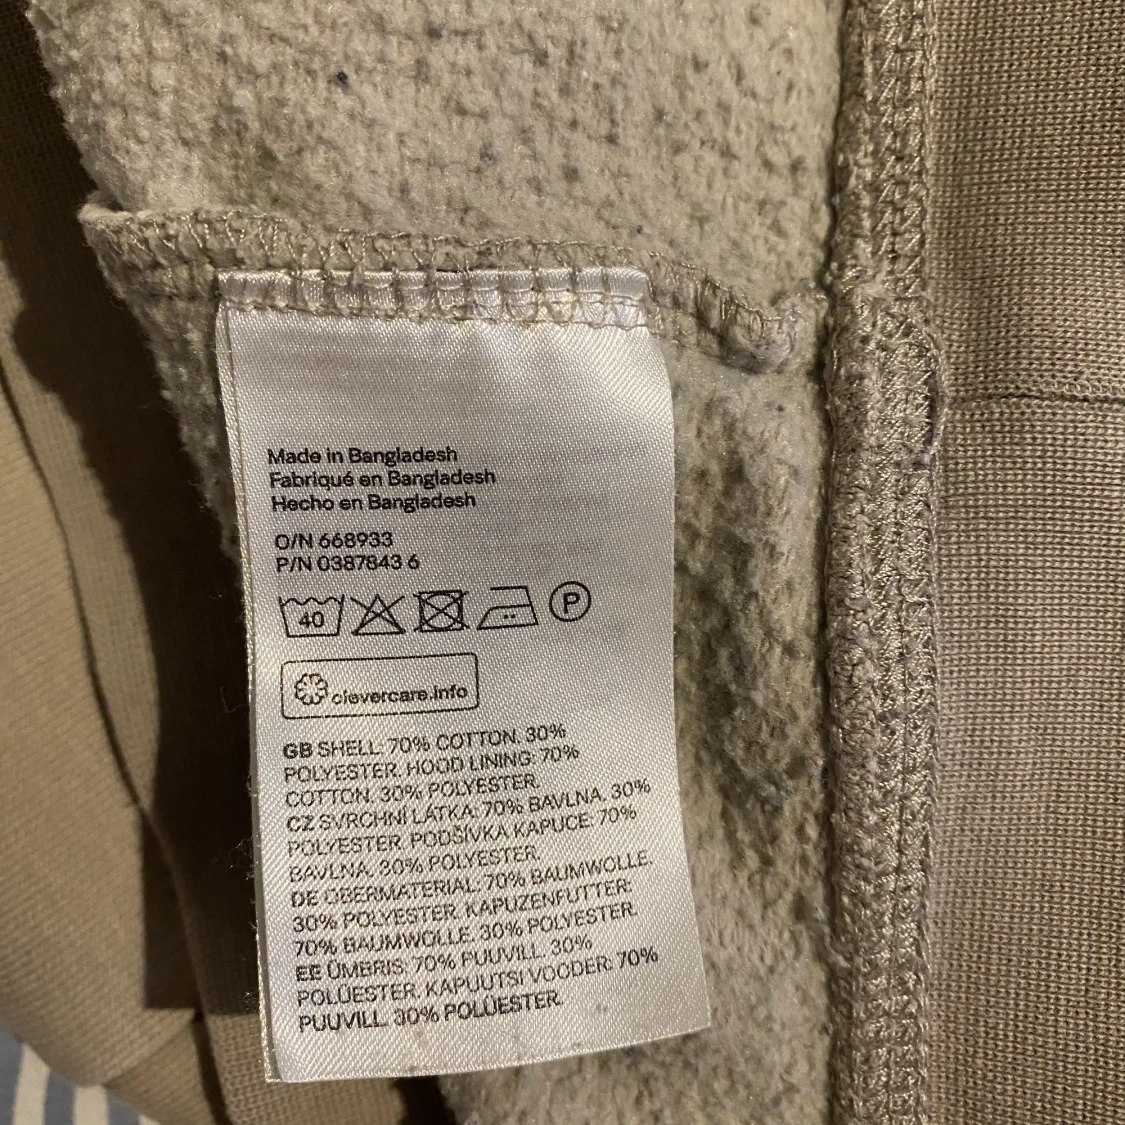 Made in Bangladesh
Fabriqué en Bangladesh
Hecho en Bangladesh
O/N 668933
P/N 0387843 6
40
P
clevercare.info
GB SHELL: 70% COTTON. 30%
POLYESTER. HOOD LINING: 70%
COTTON. 30% POLYESTER.
CZ SVRCHNÍ LÁTKA: 70% BAVLNA. 30%
POLYESTER. PODŠÍVKA KAPUCE: 70%
BAVLNA. 30% POLYESTER.
DE OBERMATERIAL: 70% BAUMWOLLE.
30% POLYESTER. KAPUZENFUTTER:
70% BAUMWOLLE. 30% POLYESTER.
EE ÜMBRIS: 70% PUUVILL. 30%
POLÜESTER. KAPUUTSI VOODER: 70%
PUUVILL. 30% POLÜESTER.